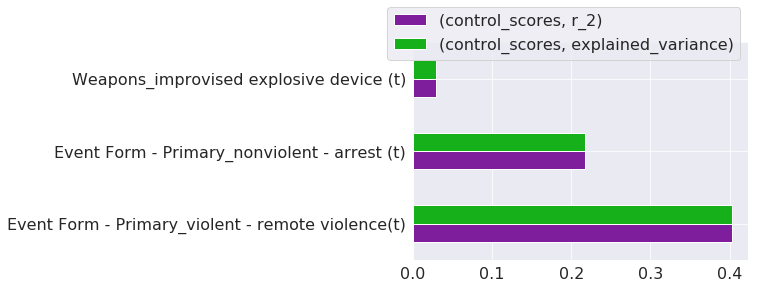 (control_scores, r_2)
(control_scores, explained_variance)
Weapons_improvised explosive device (t)
Event Form - Primary_nonviolent - arrest (t)
Event Form - Primary_violent - remote violence(t)
0.0 0.1 0.2 0.3 0.4